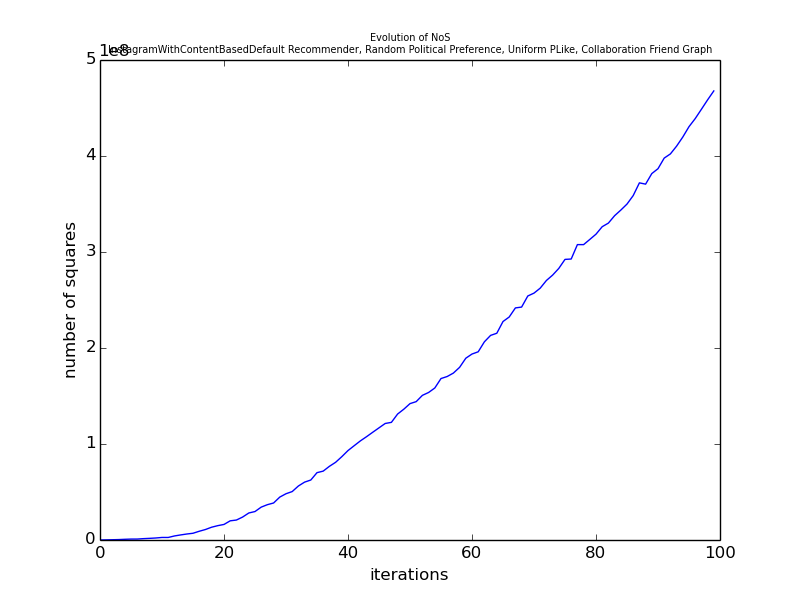 Evolution of NoS
InstagramWithContentBasedDefault Recommender, Random Political Preference, Uniform PLike, Collaboration Friend Graph
1e8
5
4
3
2
1
0
number of squares
0 20 40 60 80 100
iterations